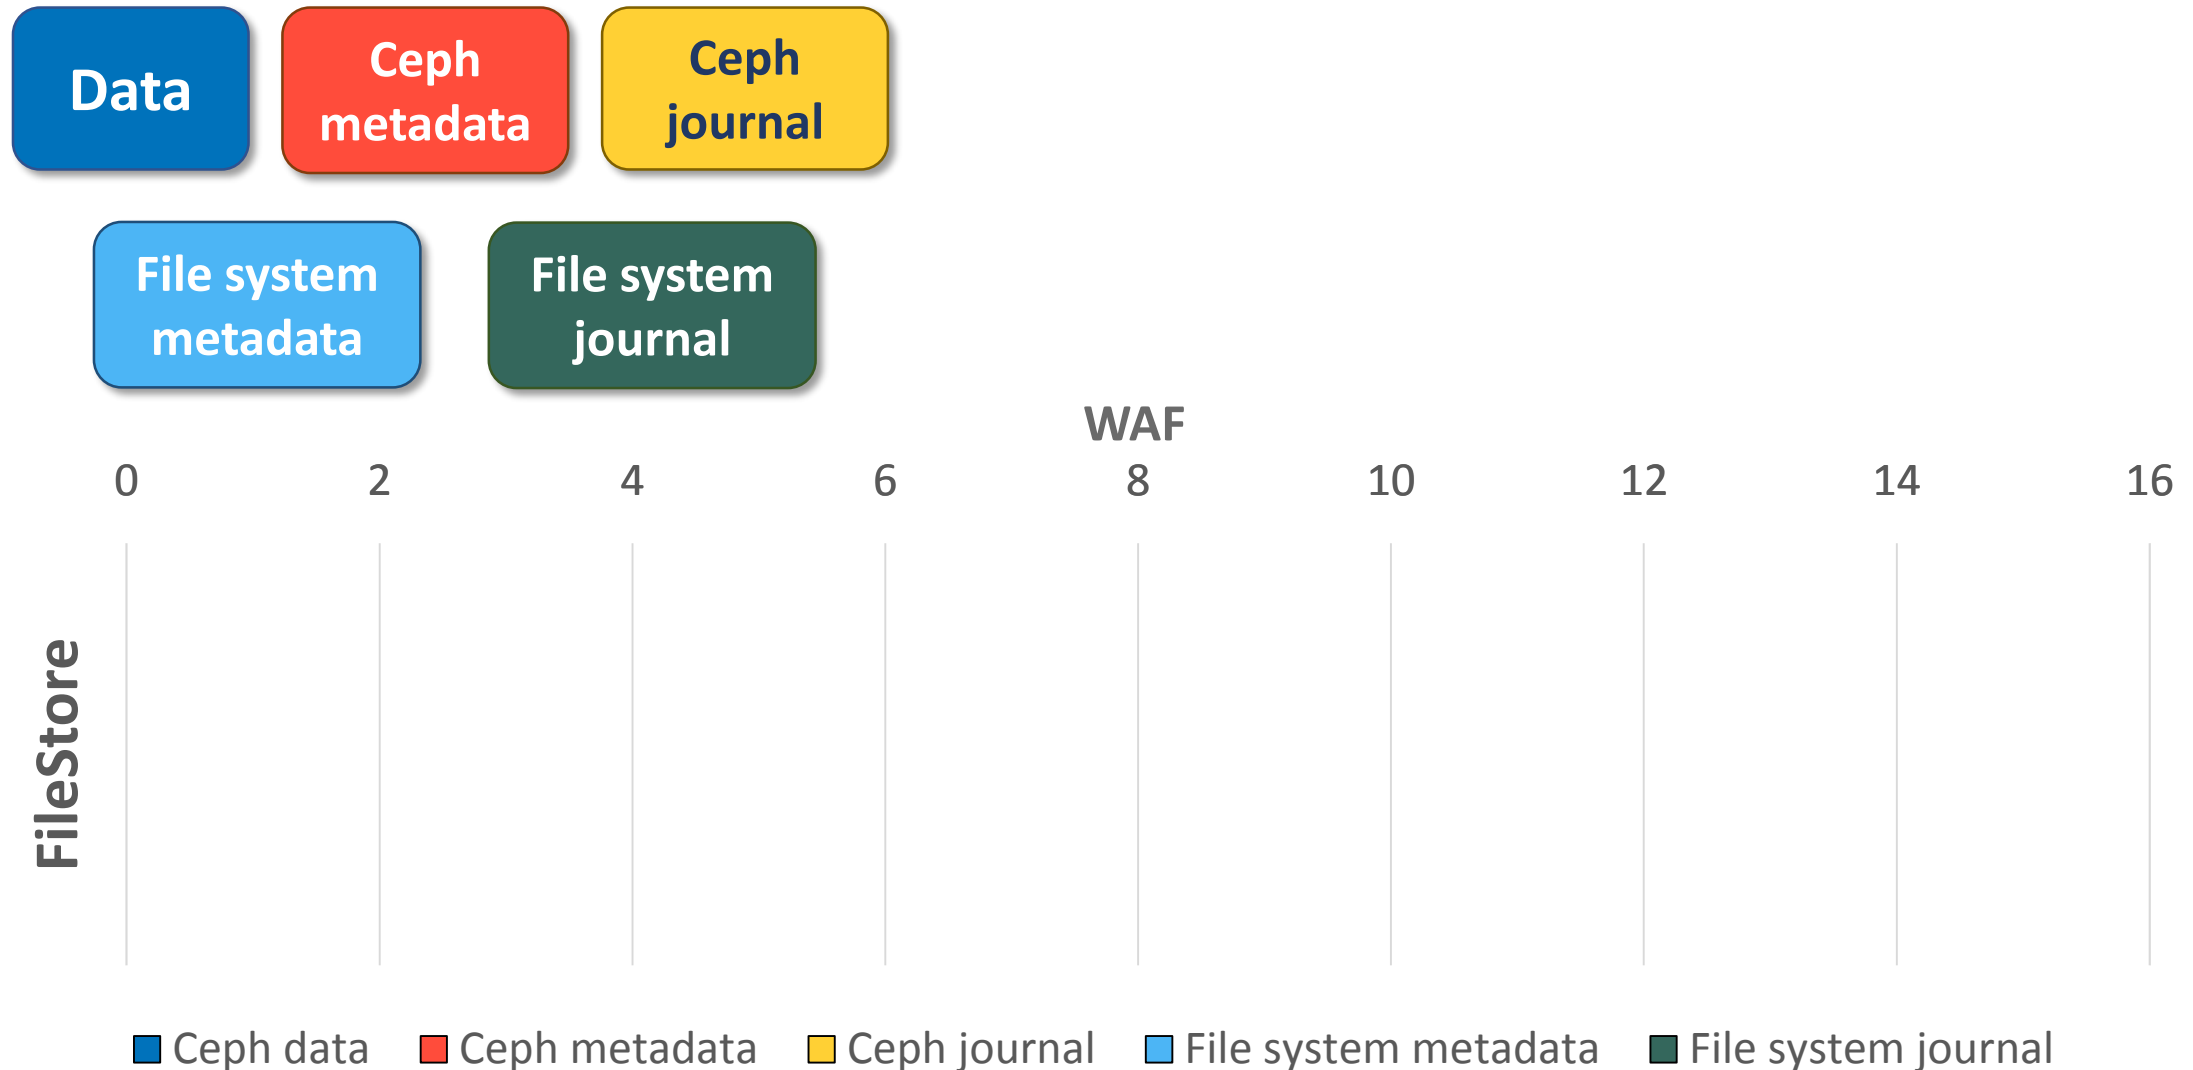 Data
Ceph
metadata
Ceph
journal
File system
metadata
File system
journal
WAF
0 2 4 6 8 10 12 14 16
FileStore
Ceph data Ceph metadata Ceph journal File system metadata File system journal